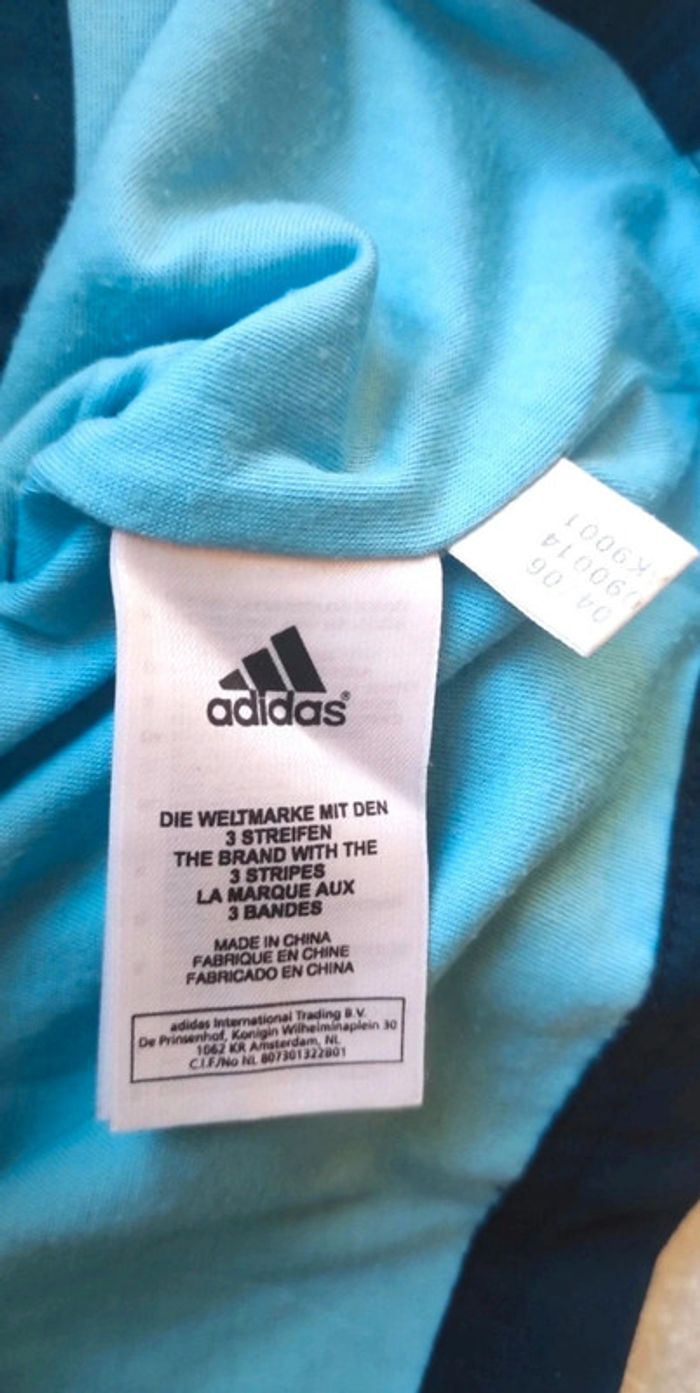 adidas®
DIE WELTMARKE MIT DEN
3 STREIFEN
THE BRAND WITH THE
3 STRIPES
LA MARQUE AUX
3 BANDES
MADE IN CHINA
FABRIQUE EN CHINE
FABRICADO EN CHINA
adidas International Trading B.V.
De Prinsenhof, Konigin Wilhelminaplein 30
1062 KR Amsterdam, NL
C.I.F/No NL 807301322B01
04/06